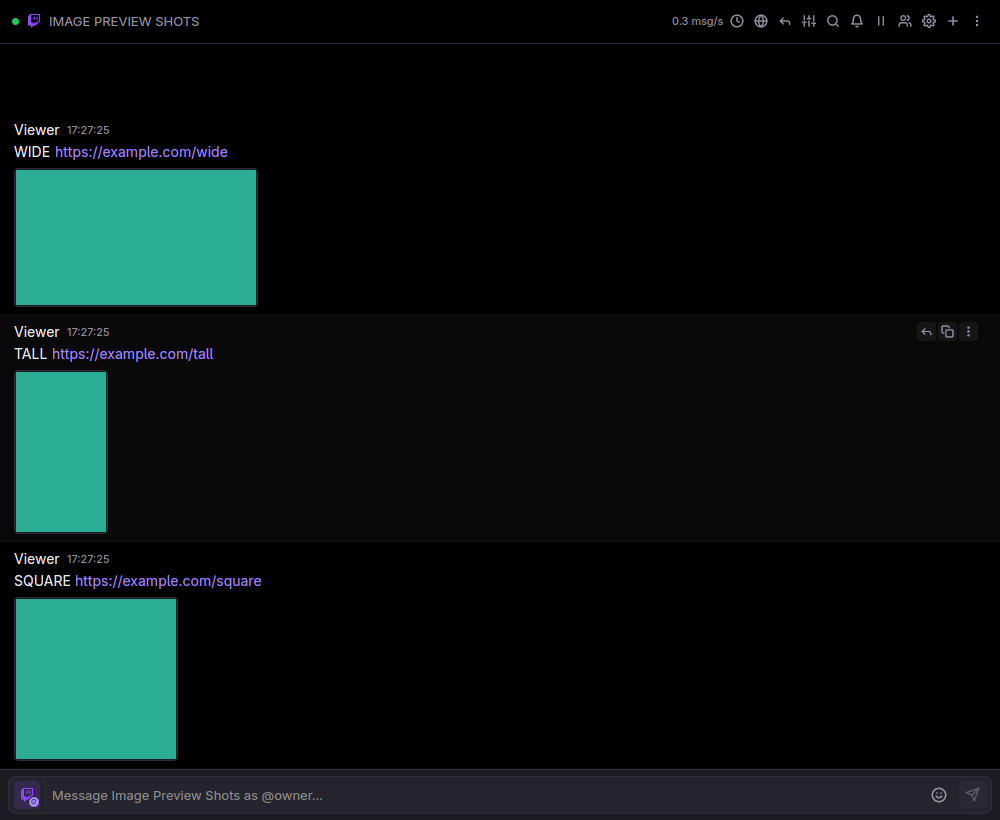 IMAGE PREVIEW SHOTS
0.3 msg/s
Viewer 17:27:25
WIDE https://example.com/wide
Viewer 17:27:25
TALL https://example.com/tall
Viewer 17:27:25
SQUARE https://example.com/square
Message Image Preview Shots as @owner...